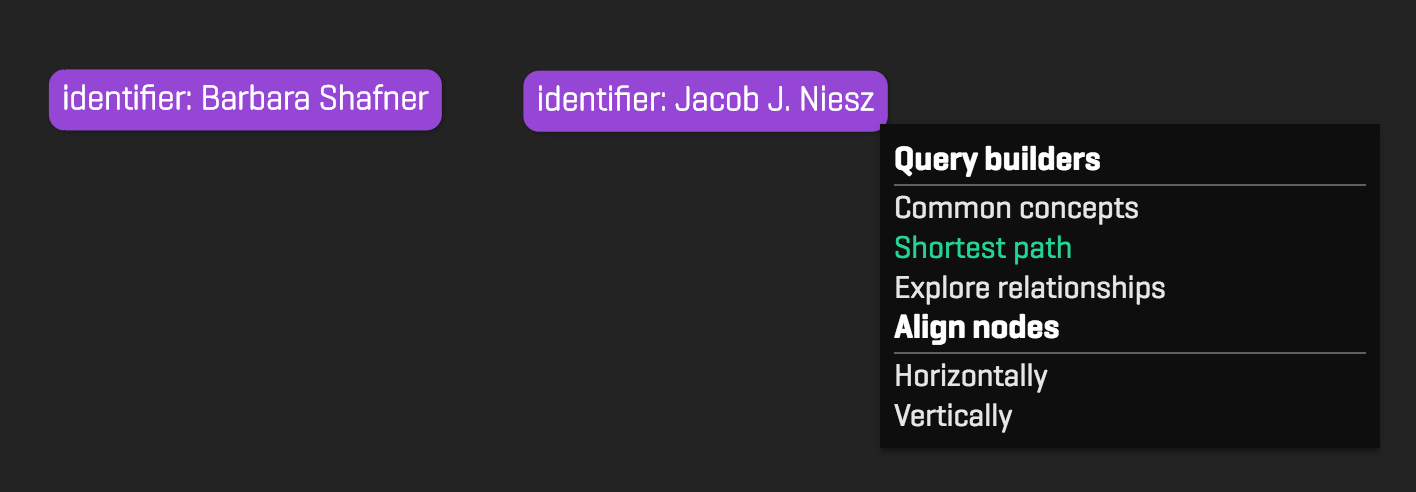 identifier: Barbara Shafner
identifier: Jacob J. Niesz
Query builders
Common concepts
Shortest path
Explore relationships
Align nodes
Horizontally
Vertically